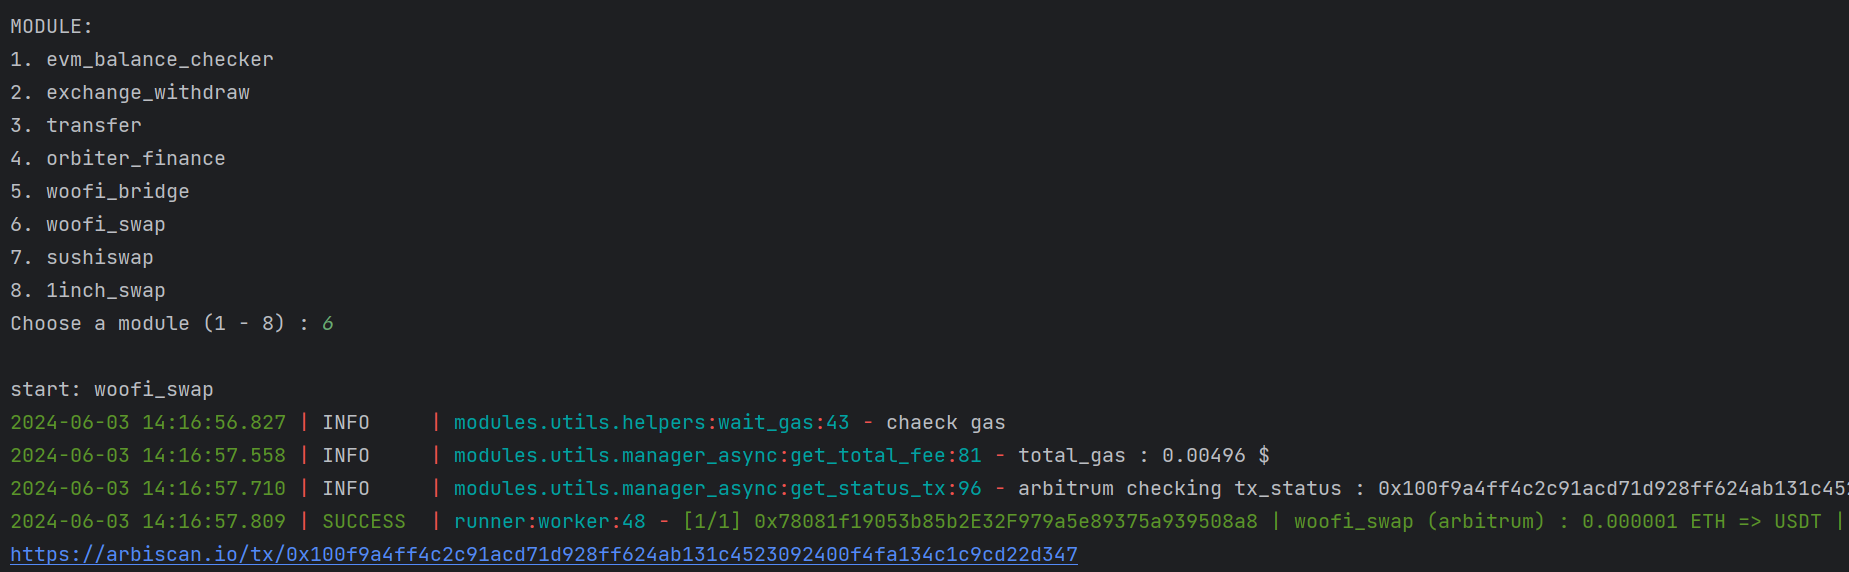 MODULE:
1. evm_balance_checker
2. exchange_withdraw
3. transfer
4. orbiter_finance
5. woofi_bridge
6. woofi_swap
7. sushiswap
8. 1inch_swap
Choose a module (1 - 8) : 6
start: woofi_swap
2024-06-03 14:16:56.827 | INFO     | modules.utils.helpers:wait_gas:43 - chaeck gas
2024-06-03 14:16:57.558 | INFO     | modules.utils.manager_async:get_total_fee:81 - total_gas : 0.00496 $
2024-06-03 14:16:57.710 | INFO     | modules.utils.manager_async:get_status_tx:96 - arbitrum checking tx_status : 0x100f9a4ff4c2c91acd71d928ff624ab131c452
2024-06-03 14:16:57.809 | SUCCESS  | runner:worker:48 - [1/1] 0x78081f19053b85b2E32F979a5e89375a939508a8 | woofi_swap (arbitrum) : 0.000001 ETH => USDT |
https://arbiscan.io/tx/0x100f9a4ff4c2c91acd71d928ff624ab131c4523092400f4fa134c1c9cd22d347